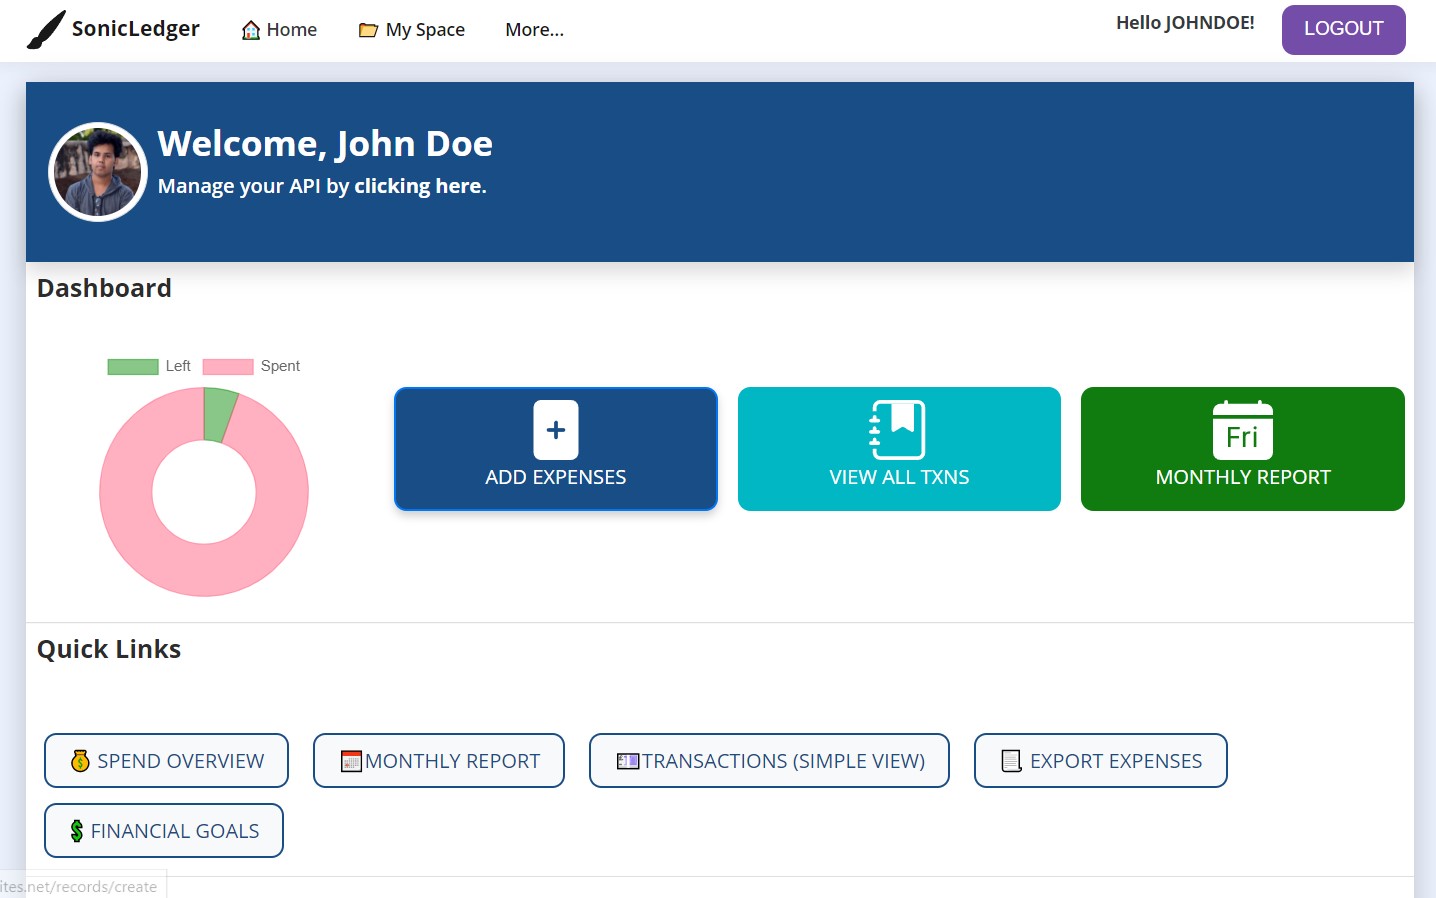 SonicLedger
Home
My Space
More...
Hello JOHNDOE!
LOGOUT
Welcome, John Doe
Manage your API by clicking here.
Dashboard
Left
Spent
ADD EXPENSES
VIEW ALL TXNS
Fri
MONTHLY REPORT
Quick Links
SPEND OVERVIEW
MONTHLY REPORT
TRANSACTIONS (SIMPLE VIEW)
EXPORT EXPENSES
FINANCIAL GOALS
ites.net/records/create